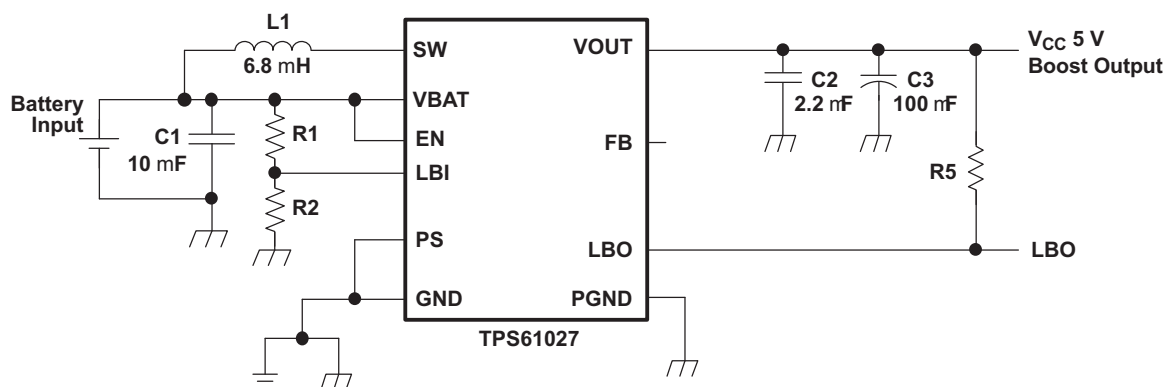 L1
6.8 mH
SW
VOUT
VCC 5 V
Boost Output
C2
2.2 mF
C3
100 mF
Battery
Input
VBAT
C1
10 mF
R1
EN
FB
LBI
R5
R2
PS
LBO
LBO
GND
PGND
TPS61027